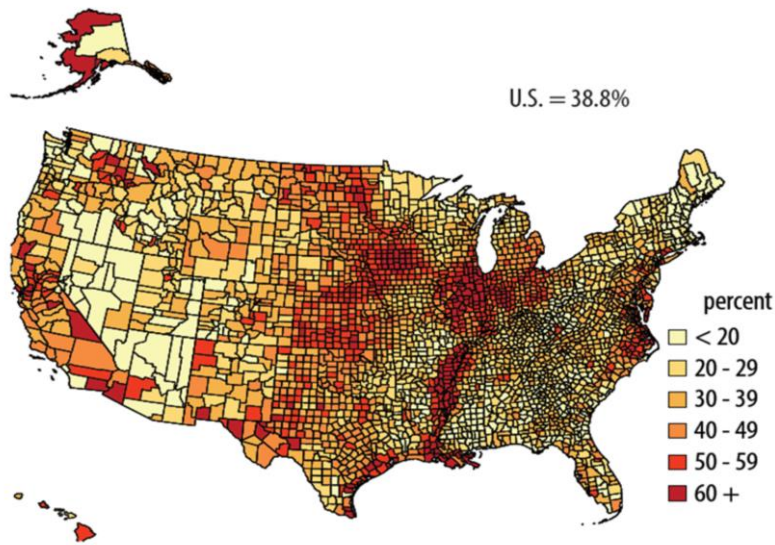 U.S. = 38.8%
percent
< 20
20 - 29
30 - 39
40 - 49
50 - 59
60 +